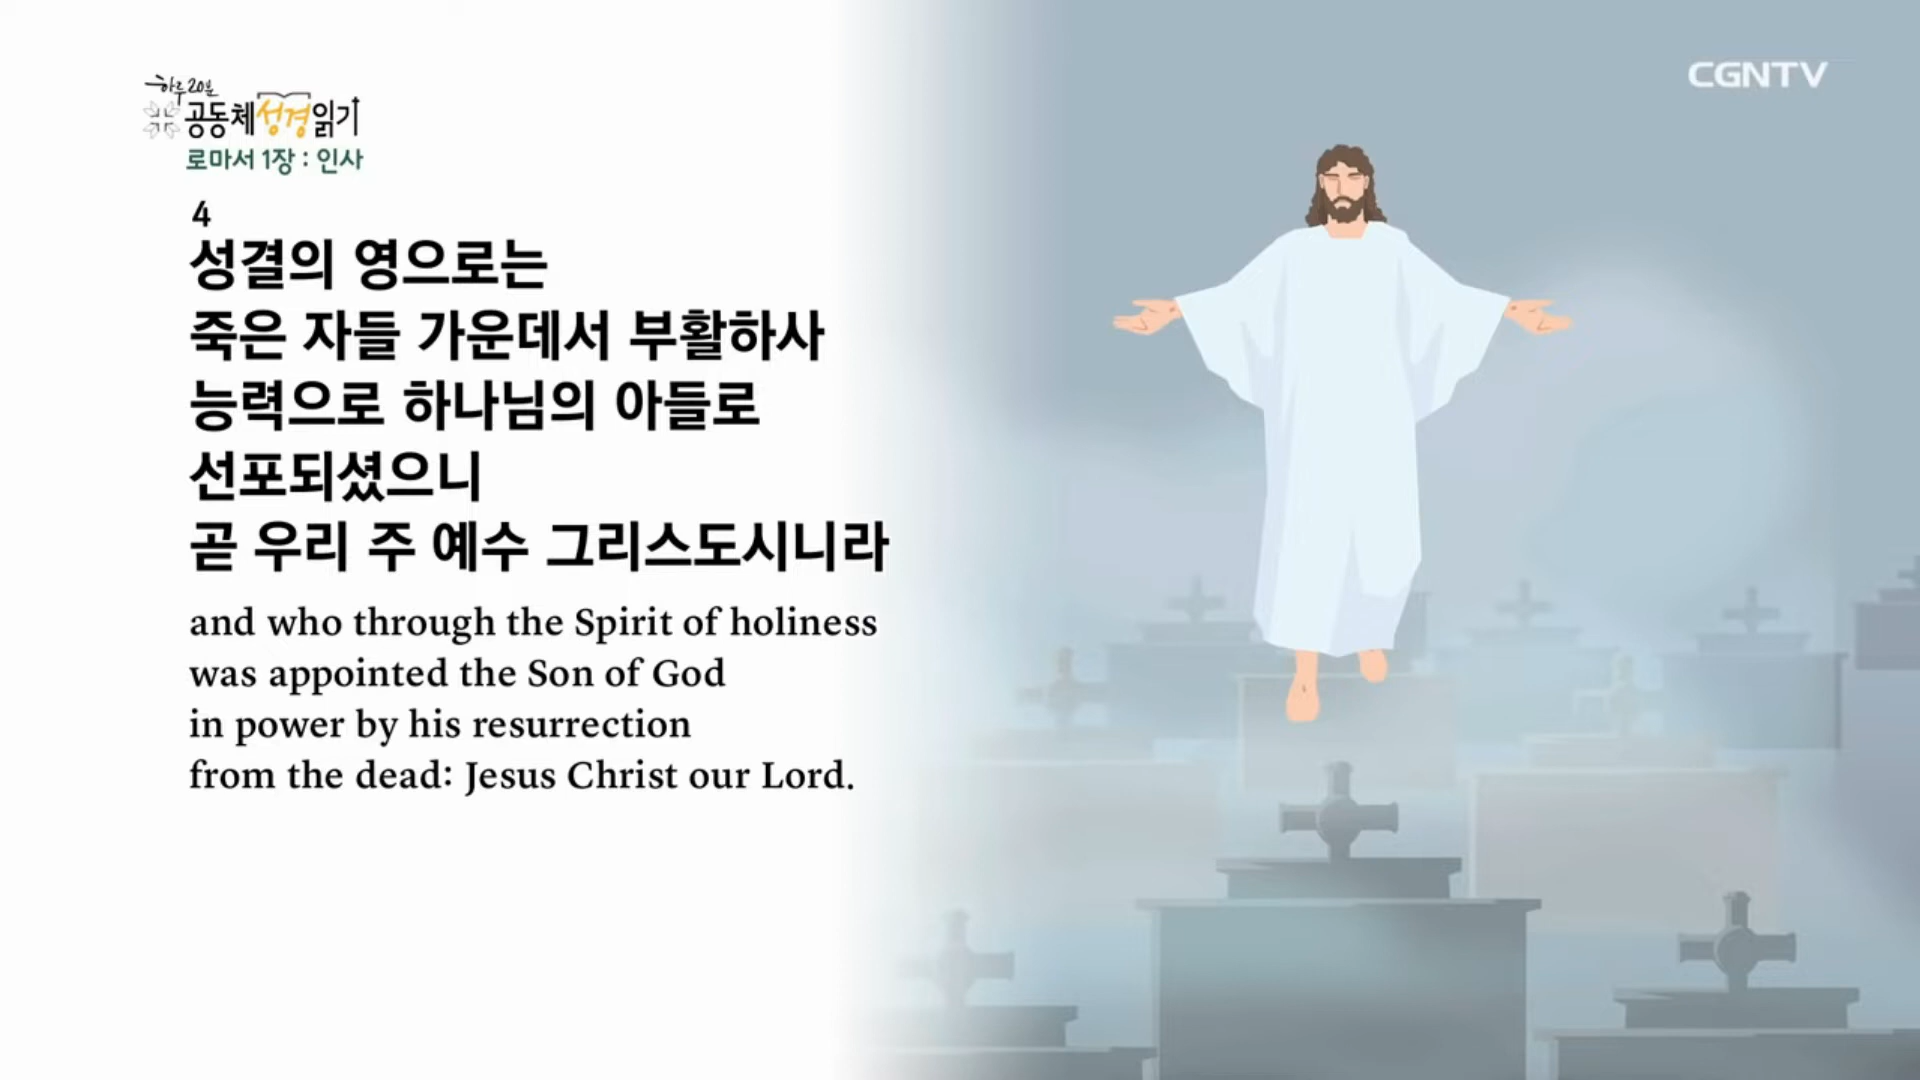 하루 20분
공동체성경읽기
로마서 1장 : 인사
CGNTV
4
성결의 영으로는
죽은 자들 가운데서 부활하사
능력으로 하나님의 아들로
선포되셨으니
곧 우리 주 예수 그리스도시니라
and who through the Spirit of holiness
was appointed the Son of God
in power by his resurrection
from the dead: Jesus Christ our Lord.